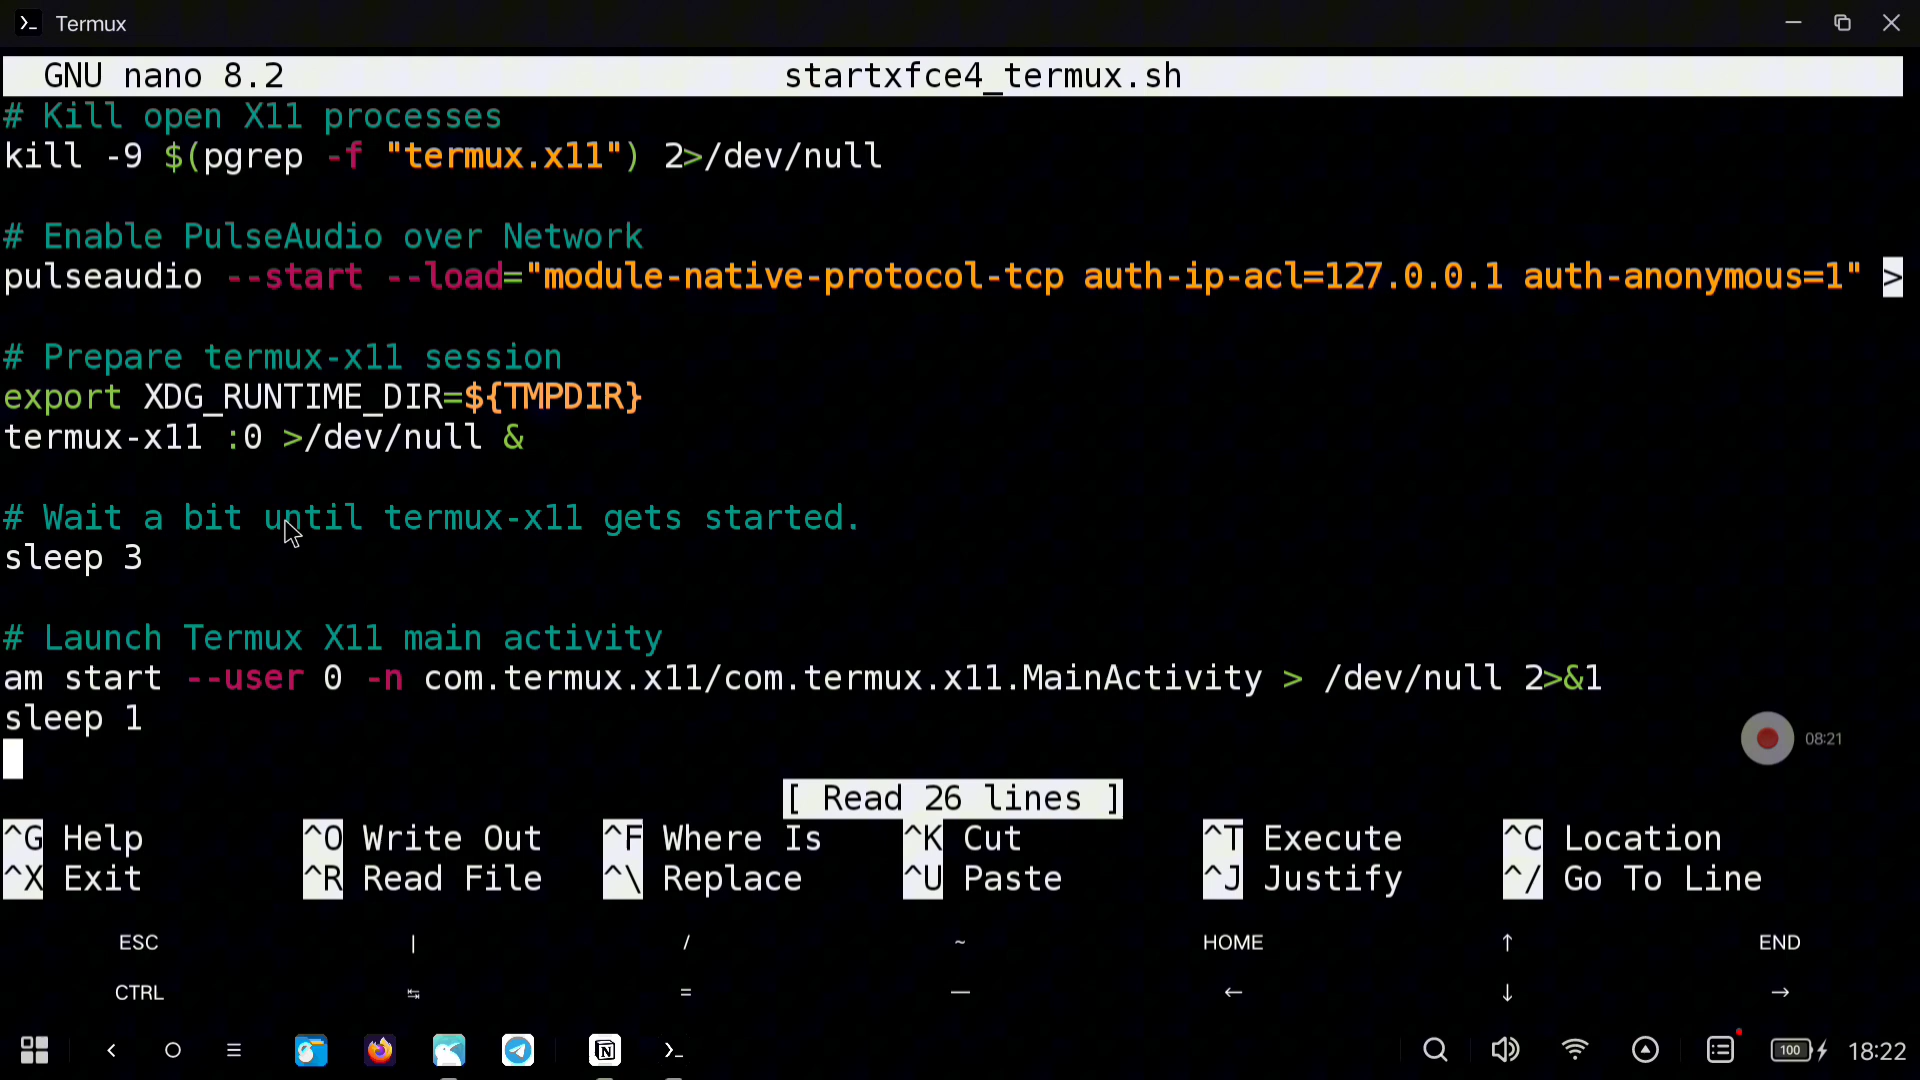 Termux
GNU nano 8.2 startxfce4_termux.sh
# Kill open X11 processes
kill -9 $(pgrep -f "termux.x11") 2>/dev/null
# Enable PulseAudio over Network
pulseaudio --start --load="module-native-protocol-tcp auth-ip-acl=127.0.0.1 auth-anonymous=1" >
# Prepare termux-x11 session
export XDG_RUNTIME_DIR=${TMPDIR}
termux-x11 :0 >/dev/null &
# Wait a bit until termux-x11 gets started.
sleep 3
# Launch Termux X11 main activity
am start --user 0 -n com.termux.x11/com.termux.x11.MainActivity > /dev/null 2>&1
sleep 1
08:21
[ Read 26 lines ]
^G Help ^O Write Out ^F Where Is ^K Cut ^T Execute ^C Location
^X Exit ^R Read File ^\ Replace ^U Paste ^J Justify ^/ Go To Line
ESC | / ~ HOME ↑ END
CTRL ↹ = — ← ↓ →
100 18:22